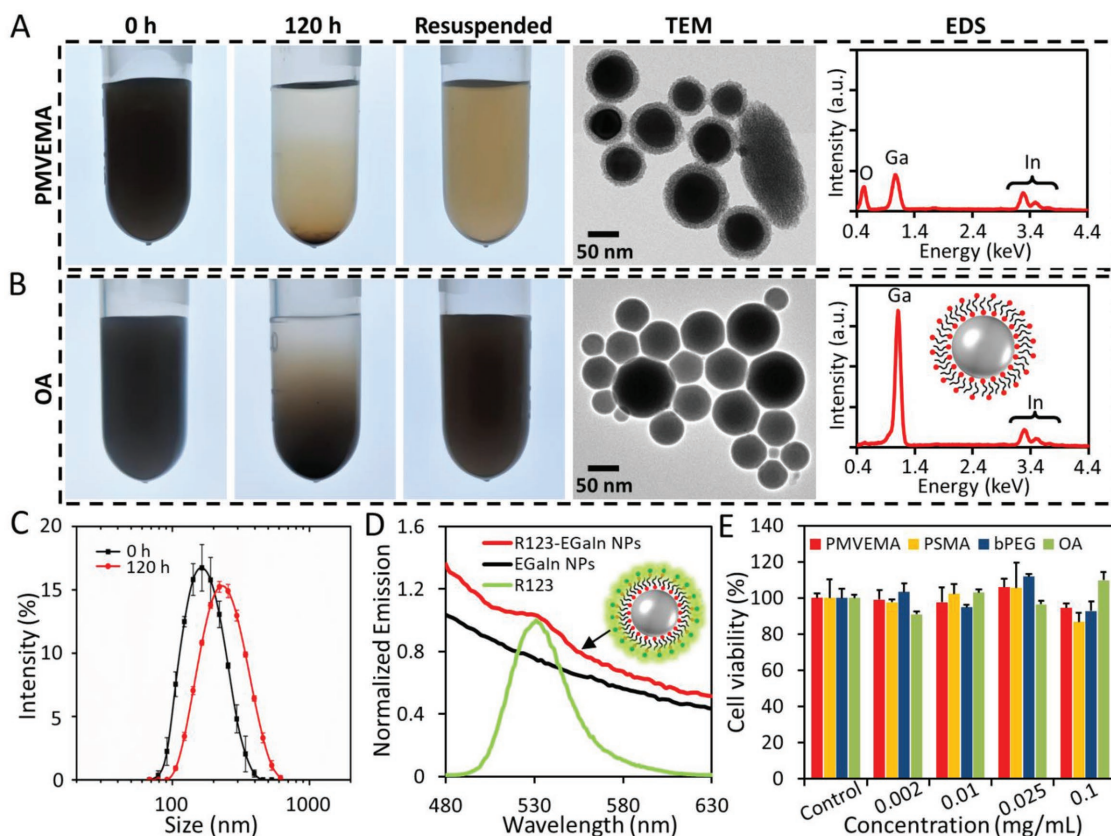 A
0 h
120 h
Resuspended
TEM
EDS
PMVEMA
50 nm
Intensity (a.u.)
O
Ga
In
0.4
1.4
2.4
3.4
4.4
Energy (keV)
B
OA
50 nm
Intensity (a.u.)
Ga
In
0.4
1.4
2.4
3.4
4.4
Energy (keV)
C
Intensity (%)
20
15
10
5
0
0 h
120 h
100
1000
Size (nm)
D
Normalized Emission
1.6
1.2
0.8
0.4
0
R123-EGaIn NPs
EGaIn NPs
R123
480
530
580
630
Wavelength (nm)
E
Cell viability (%)
140
120
100
80
60
40
20
0
PMVEMA
PSMA
bPEG
OA
Control
0.002
0.01
0.025
0.1
Concentration (mg/mL)